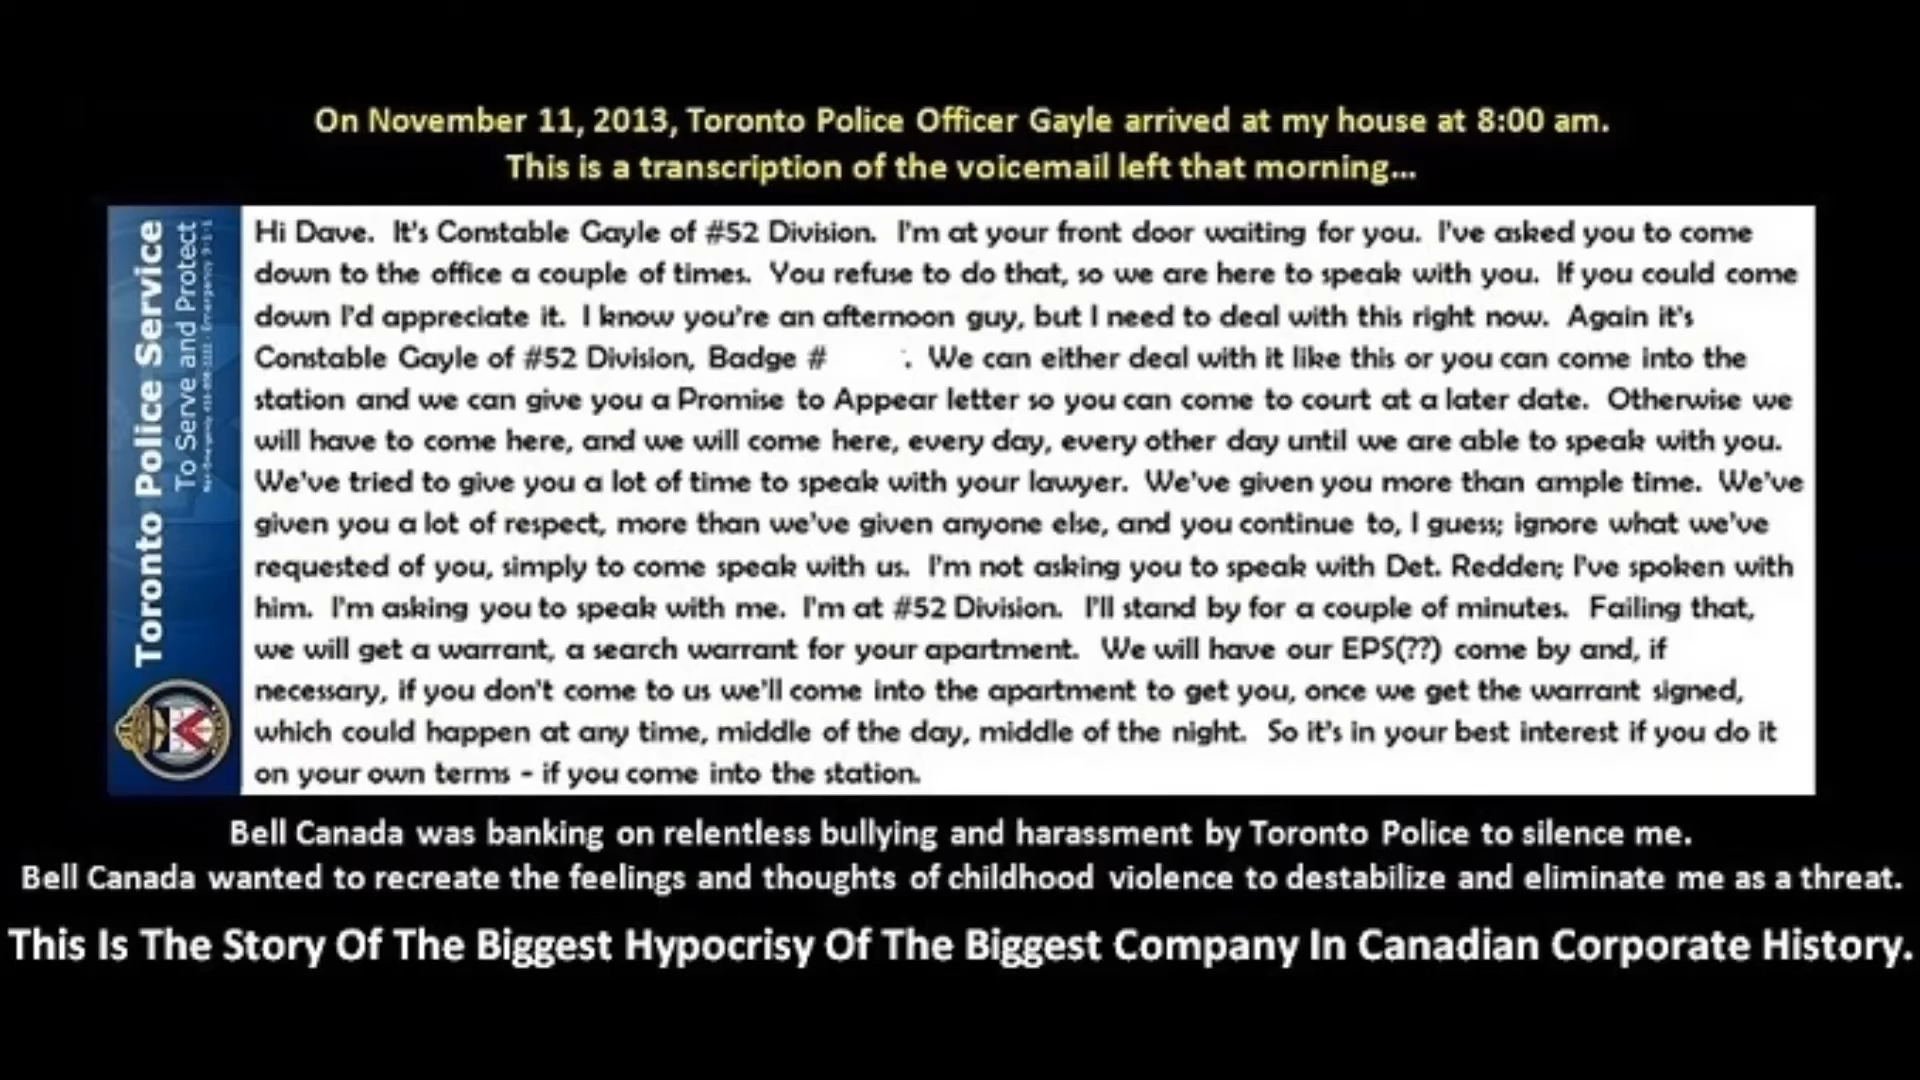 On November 11, 2013, Toronto Police Officer Gayle arrived at my house at 8:00 am.
This is a transcription of the voicemail left that morning...
Toronto Police Service
To Serve and Protect
Hi Dave. It's Constable Gayle of #52 Division. I'm at your front door waiting for you. I've asked you to come
down to the office a couple of times. You refuse to do that, so we are here to speak with you. If you could come
down I'd appreciate it. I know you're an afternoon guy, but I need to deal with this right now. Again it's
Constable Gayle of #52 Division, Badge # . We can either deal with it like this or you can come into the
station and we can give you a Promise to Appear letter so you can come to court at a later date. Otherwise we
will have to come here, and we will come here, every day, every other day until we are able to speak with you.
We've tried to give you a lot of time to speak with your lawyer. We've given you more than ample time. We've
given you a lot of respect, more than we've given anyone else, and you continue to, I guess; ignore what we've
requested of you, simply to come speak with us. I'm not asking you to speak with Det. Redden; I've spoken with
him. I'm asking you to speak with me. I'm at #52 Division. I'll stand by for a couple of minutes. Failing that,
we will get a warrant, a search warrant for your apartment. We will have our EPS(??) come by and, if
necessary, if you don't come to us we'll come into the apartment to get you, once we get the warrant signed,
which could happen at any time, middle of the day, middle of the night. So it's in your best interest if you do it
on your own terms - if you come into the station.
Bell Canada was banking on relentless bullying and harassment by Toronto Police to silence me.
Bell Canada wanted to recreate the feelings and thoughts of childhood violence to destabilize and eliminate me as a threat.
This Is The Story Of The Biggest Hypocrisy Of The Biggest Company In Canadian Corporate History.